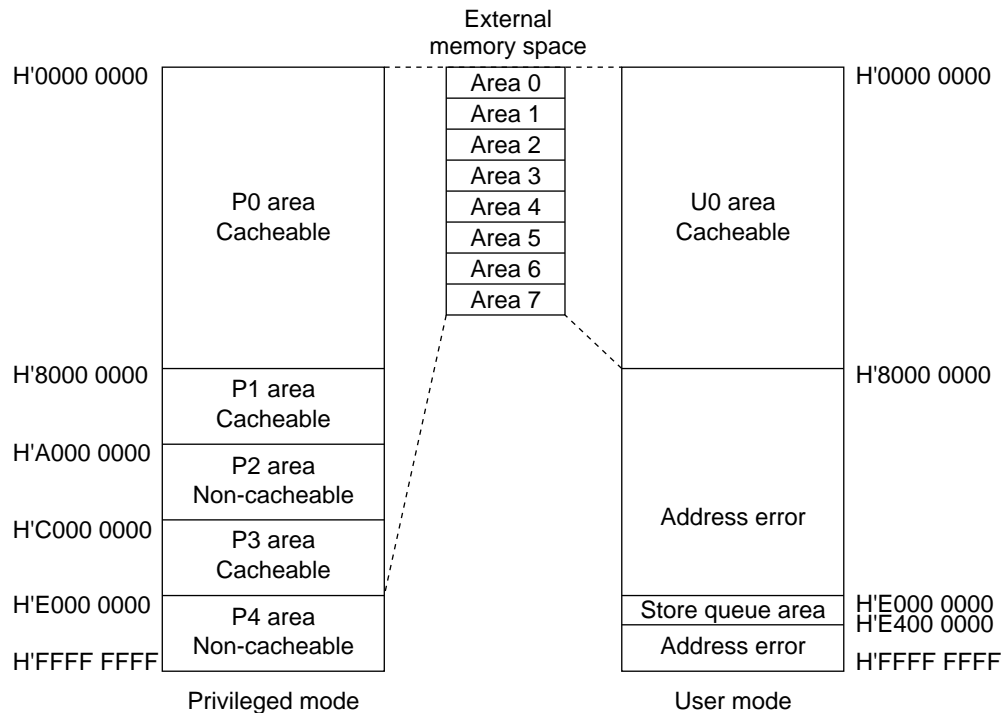 External
memory space
H'0000 0000
H'0000 0000
Area 0
Area 1
Area 2
Area 3
Area 4
Area 5
Area 6
Area 7
P0 area
Cacheable
U0 area
Cacheable
H'8000 0000
P1 area
Cacheable
H'A000 0000
P2 area
Non-cacheable
H'C000 0000
P3 area
Cacheable
H'E000 0000
P4 area
Non-cacheable
H'FFFF FFFF
H'8000 0000
Address error
Store queue area
H'E000 0000
H'E400 0000
Address error
H'FFFF FFFF
Privileged mode
User mode